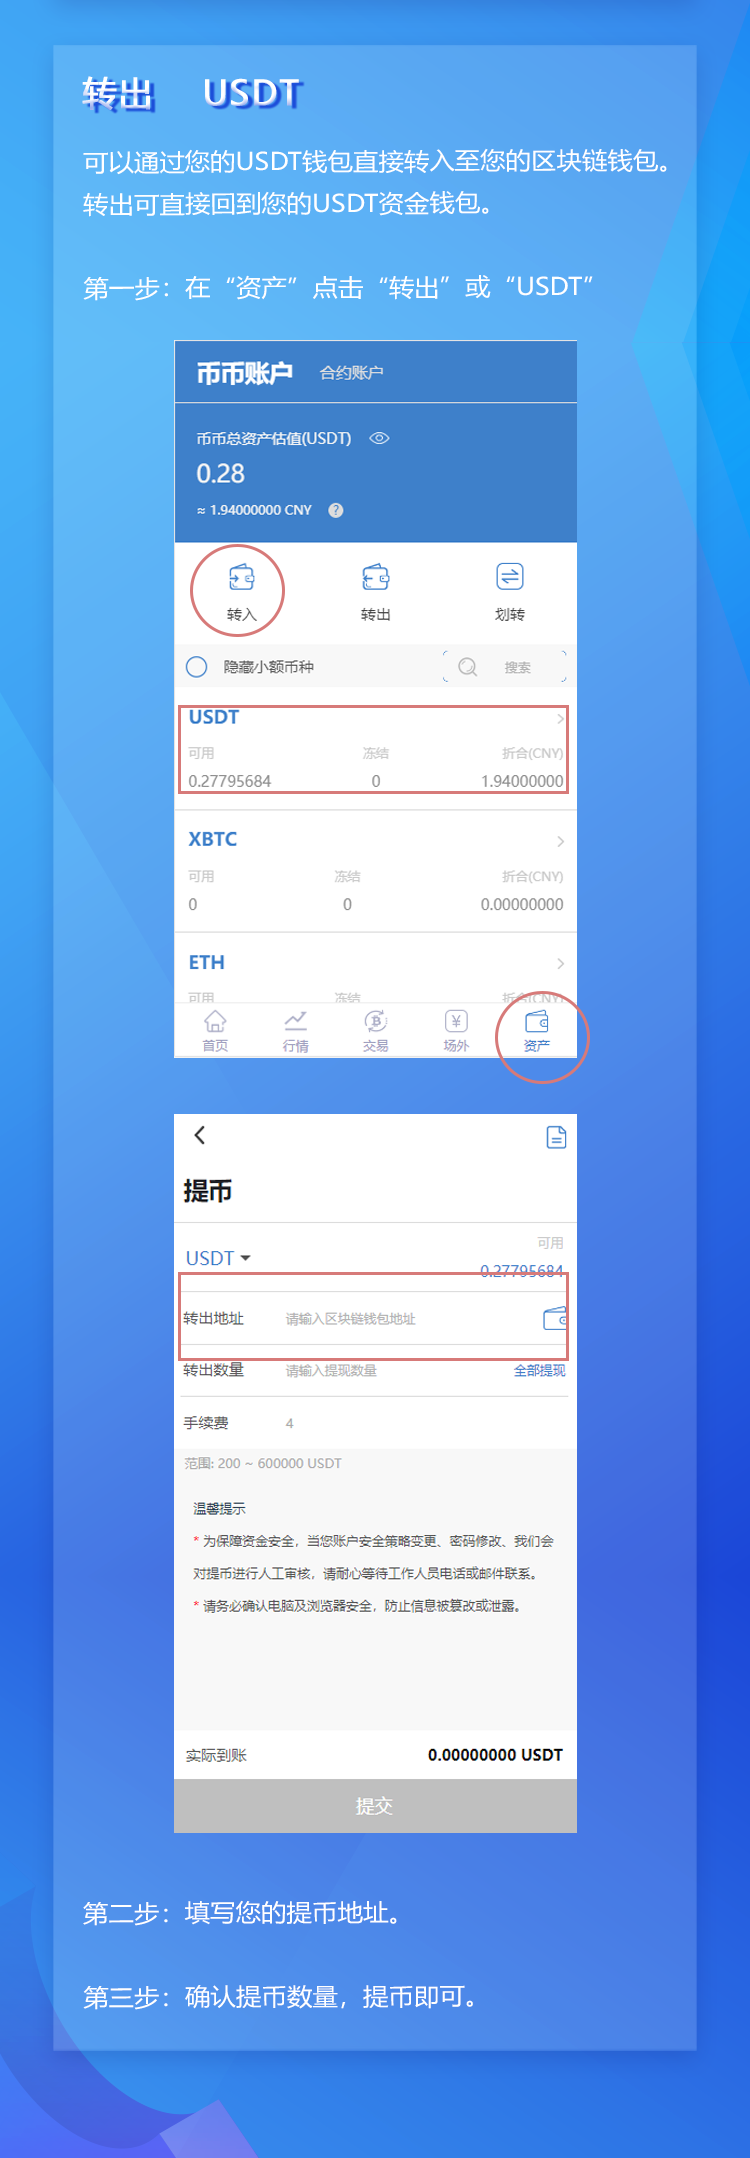 转出 USDT
可以通过您的USDT钱包直接转入至您的区块链钱包。
转出可直接回到您的USDT资金钱包。
第一步：在“资产”点击“转出”或“USDT”
币币账户 合约账户
币币总资产估值(USDT)
0.28
≈ 1.94000000 CNY ?
转入 转出 划转
隐藏小额币种 搜索
USDT
可用 冻结 折合(CNY)
0.27795684 0 1.94000000
XBTC
可用 冻结 折合(CNY)
0 0 0.00000000
ETH
可用 冻结 折合(CNY)
首页 行情 交易 场外 资产
提币
可用
USDT
0.27795684
转出地址 请输入区块链钱包地址
转出数量 请输入提现数量 全部提现
手续费 4
范围: 200 ~ 600000 USDT
温馨提示
* 为保障资金安全，当您账户安全策略变更、密码修改、我们会
对提币进行人工审核，请耐心等待工作人员电话或邮件联系。
* 请务必确认电脑及浏览器安全，防止信息被篡改或泄露。
实际到账 0.00000000 USDT
提交
第二步：填写您的提币地址。
第三步：确认提币数量，提币即可。